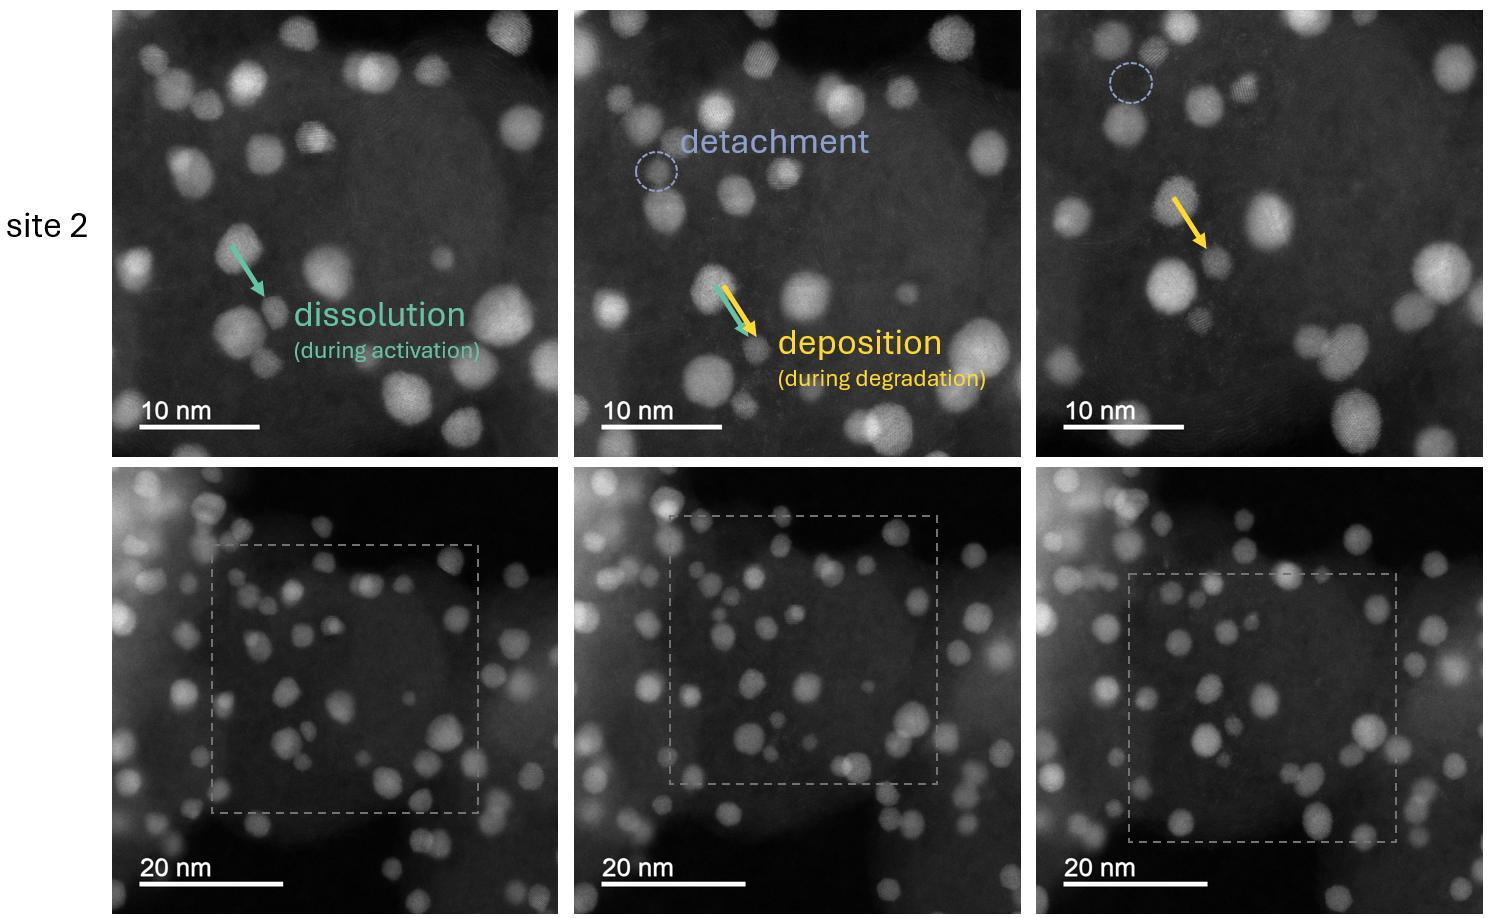 site 2
dissolution
(during activation)
10 nm
detachment
deposition
(during degradation)
10 nm
10 nm
20 nm
20 nm
20 nm